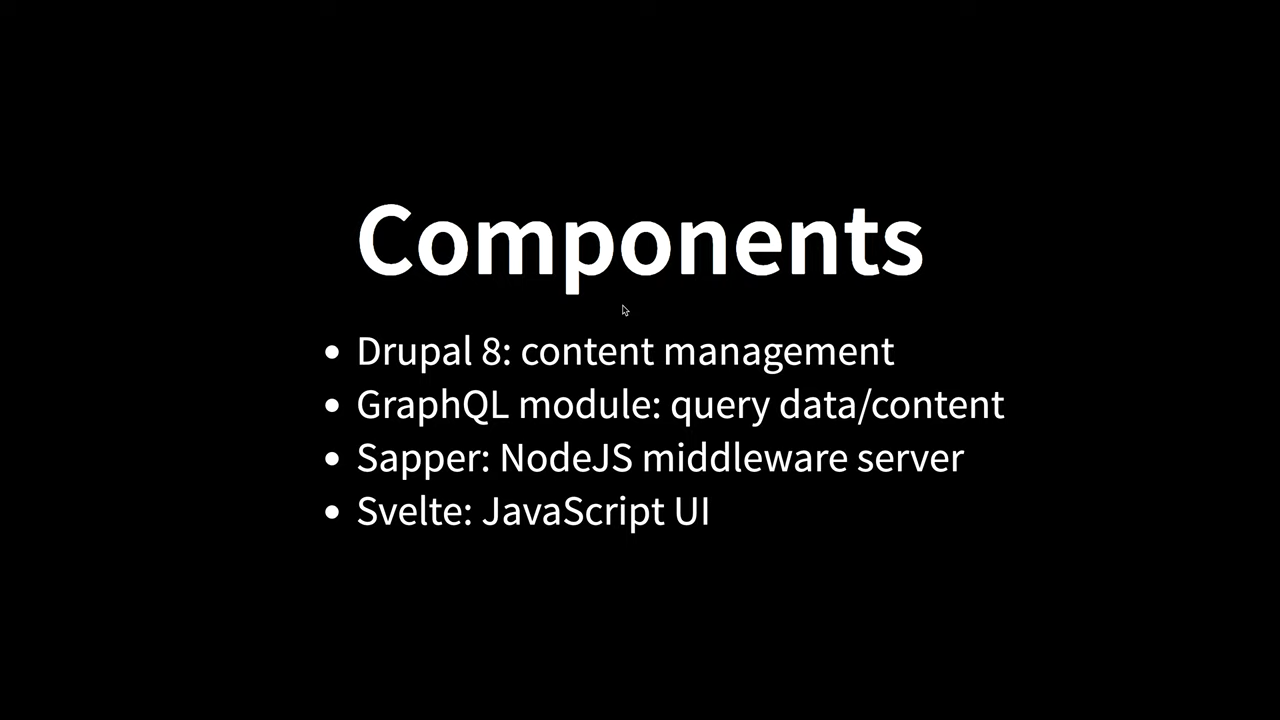 Components
• Drupal 8: content management
• GraphQL module: query data/content
• Sapper: NodeJS middleware server
• Svelte: JavaScript UI